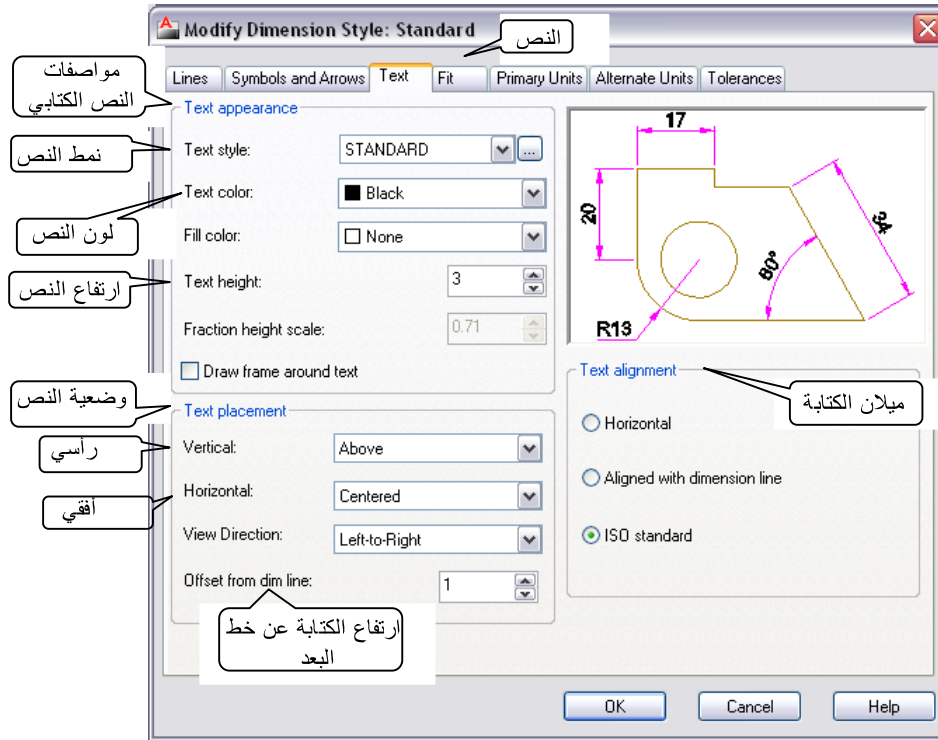 Modify Dimension Style: Standard
النص
Lines Symbols and Arrows Text Fit Primary Units Alternate Units Tolerances
مواصفات
النص الكتابي
Text appearance
نمط النص
Text style: STANDARD ...
Text color: Black
لون النص
Fill color: None
ارتفاع النص
Text height: 3
Fraction height scale: 0.71
Draw frame around text
17
20
34
80°
R13
وضعية النص
Text placement
رأسي
Vertical: Above
أفقي
Horizontal: Centered
View Direction: Left-to-Right
Offset from dim line: 1
ارتفاع الكتابة عن خط
البعد
Text alignment
ميلان الكتابة
Horizontal
Aligned with dimension line
ISO standard
OK Cancel Help